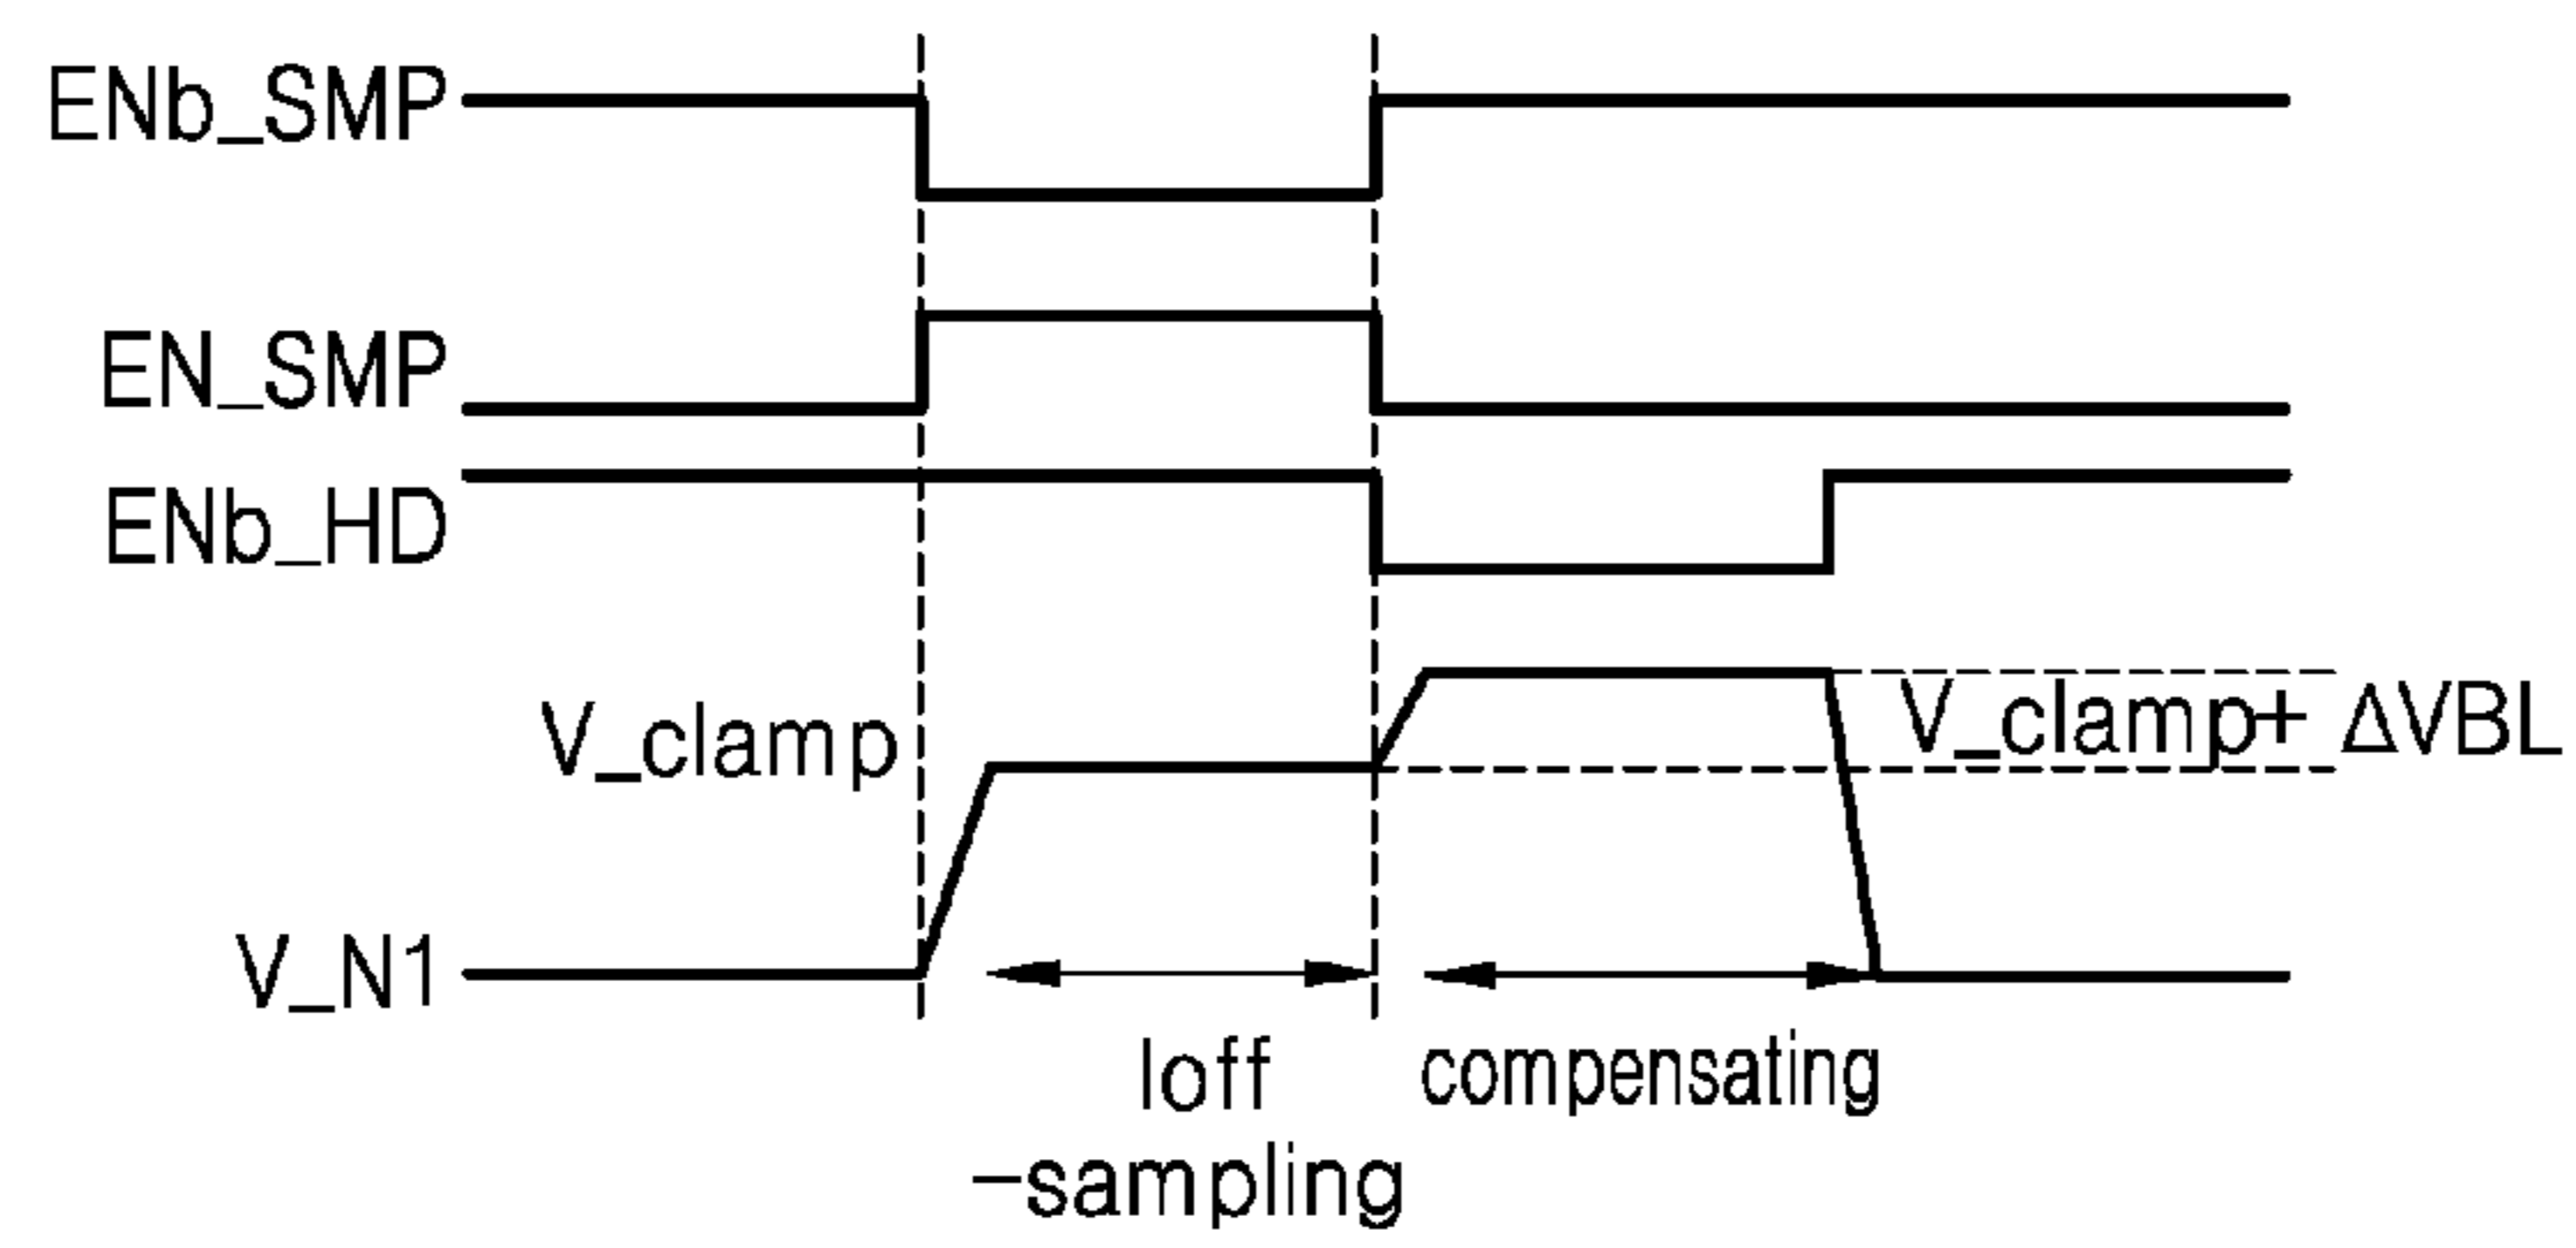 ENb_SMP
EN_SMP
ENb_HD
V_clamp
V_clamp+ ΔVBL
V_N1
Ioff
-sampling
compensating